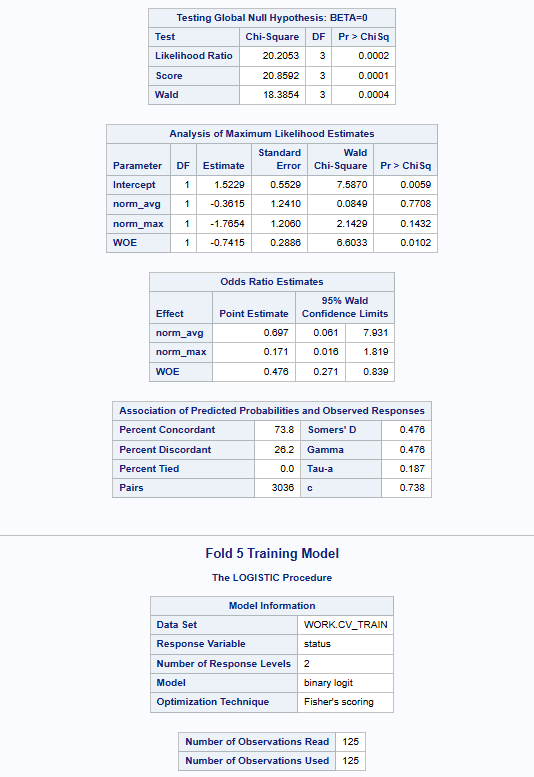 Testing Global Null Hypothesis: BETA=0
Test Chi-Square DF Pr > ChiSq
Likelihood Ratio 20.2053 3 0.0002
Score 20.8592 3 0.0001
Wald 18.3854 3 0.0004
Analysis of Maximum Likelihood Estimates
Parameter DF Estimate Standard Error Wald Chi-Square Pr > ChiSq
Intercept 1 1.5229 0.5529 7.5870 0.0059
norm_avg 1 -0.3615 1.2410 0.0849 0.7708
norm_max 1 -1.7654 1.2060 2.1429 0.1432
WOE 1 -0.7415 0.2886 6.6033 0.0102
Odds Ratio Estimates
Effect Point Estimate 95% Wald Confidence Limits
norm_avg 0.697 0.061 7.931
norm_max 0.171 0.016 1.819
WOE 0.476 0.271 0.839
Association of Predicted Probabilities and Observed Responses
Percent Concordant 73.8 Somers' D 0.476
Percent Discordant 26.2 Gamma 0.476
Percent Tied 0.0 Tau-a 0.187
Pairs 3036 c 0.738
Fold 5 Training Model
The LOGISTIC Procedure
Model Information
Data Set WORK.CV_TRAIN
Response Variable status
Number of Response Levels 2
Model binary logit
Optimization Technique Fisher's scoring
Number of Observations Read 125
Number of Observations Used 125